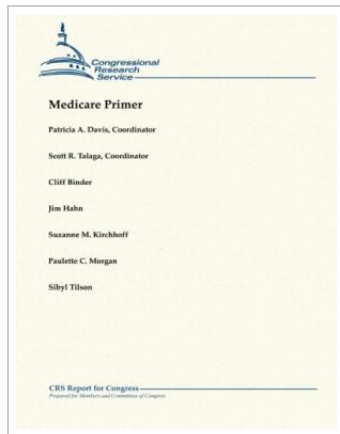 Congressional
Research
Service
Medicare Primer
Patricia A. Davis, Coordinator
Scott R. Talaga, Coordinator
Cliff Binder
Jim Hahn
Suzanne M. Kirchhoff
Paulette C. Morgan
Sibyl Tilson
CRS Report for Congress
Prepared for Members and Committees of Congress